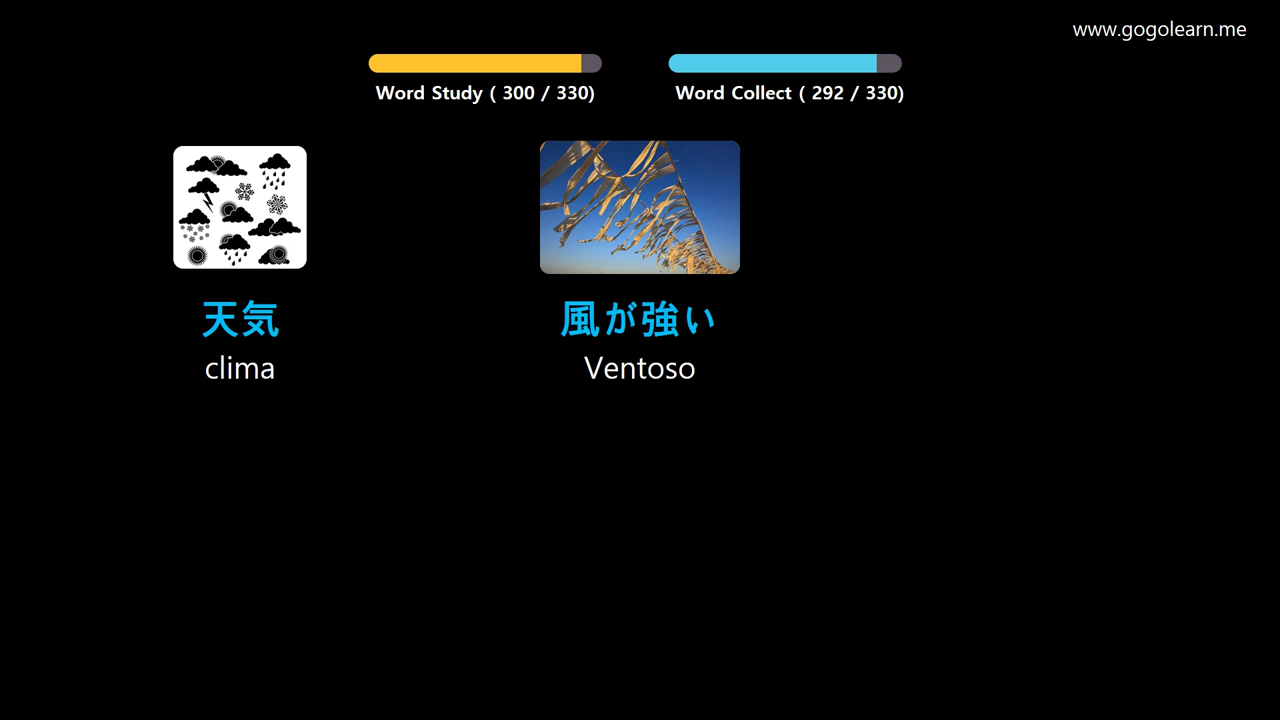 www.gogolearn.me
Word Study ( 300 / 330)
Word Collect ( 292 / 330)
天気
clima
風が強い
Ventoso